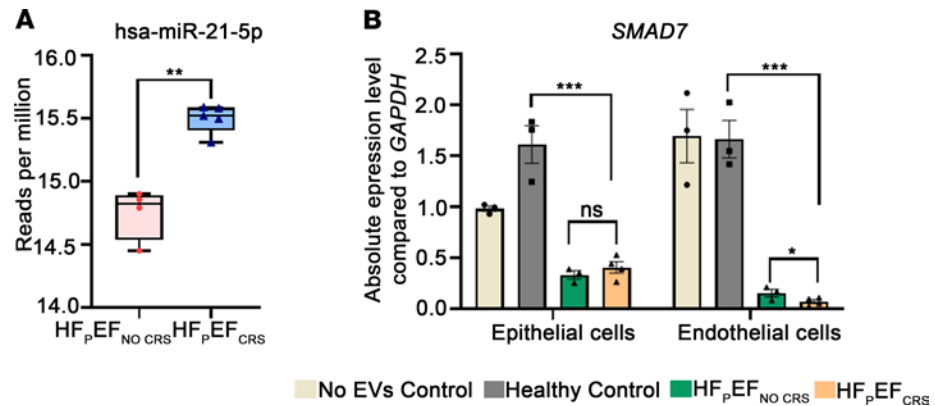 A
hsa-miR-21-5p
Reads per million
16.0
15.5
15.0
14.5
14.0
**
HFPEFNO CRS
HFPEFCRS
B
SMAD7
Absolute epression level
compared to GAPDH
2.5
2.0
1.5
1.0
0.5
0.0
***
ns
***
*
Epithelial cells
Endothelial cells
No EVs Control
Healthy Control
HFPEFNO CRS
HFPEFCRS